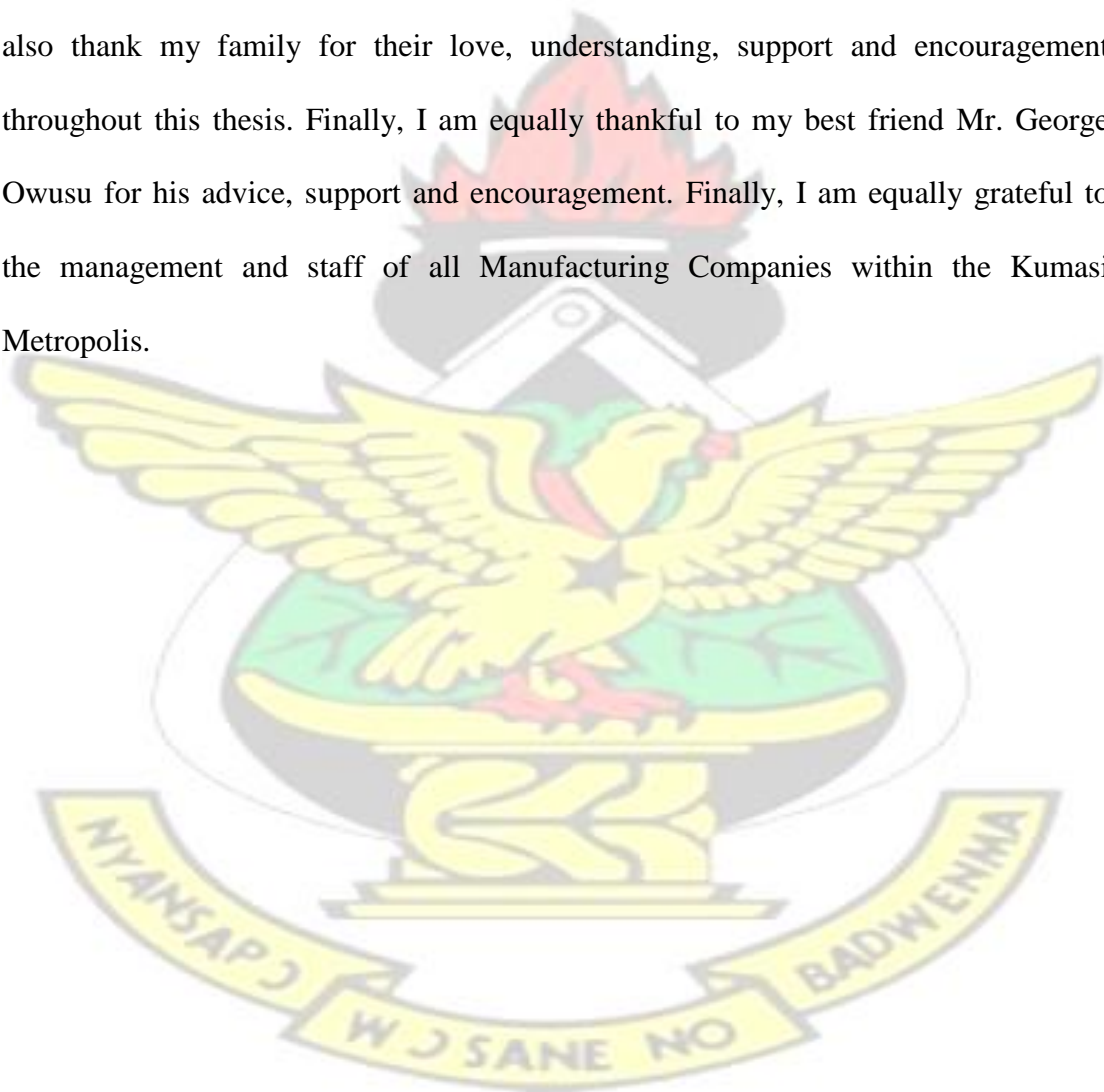 also thank my family for their love, understanding, support and encouragement
throughout this thesis. Finally, I am equally thankful to my best friend Mr. George
Owusu for his advice, support and encouragement. Finally, I am equally grateful to
the management and staff of all Manufacturing Companies within the Kumasi
Metropolis.
NYANSAPƆ WƆSANE NO BADWENMA